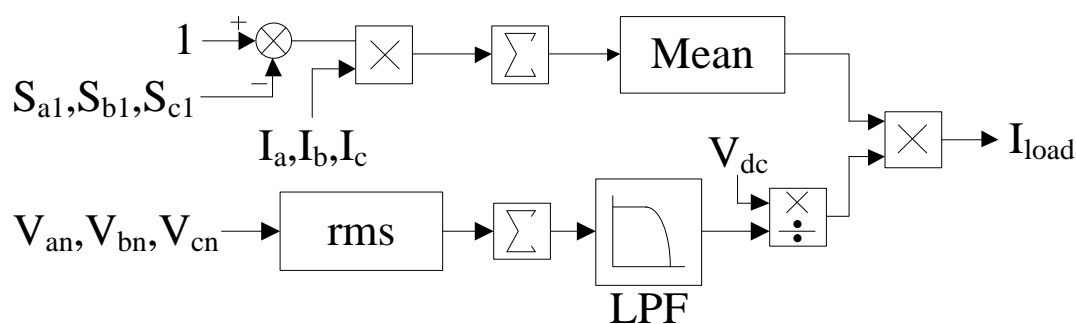 1
+
−
S_a1,S_b1,S_c1
I_a,I_b,I_c
×
Σ
Mean
×
I_load
V_dc
V_an,V_bn,V_cn
rms
Σ
LPF
×
÷